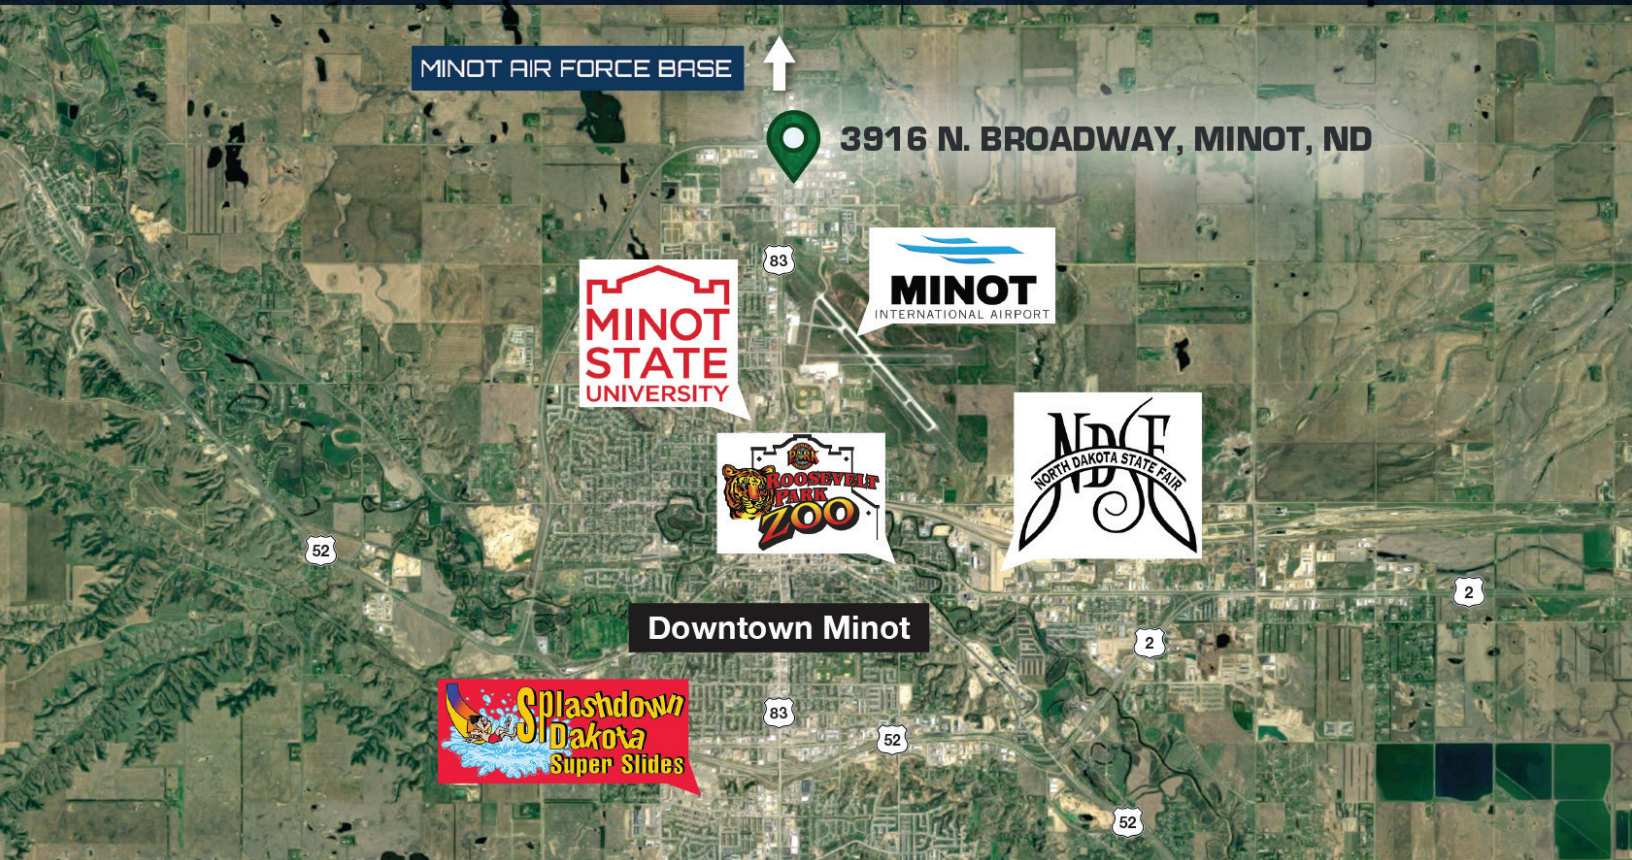 MINOT AIR FORCE BASE
3916 N. BROADWAY, MINOT, ND
83
MINOT
INTERNATIONAL AIRPORT
MINOT
STATE
UNIVERSITY
PARK
ROOSEVELT
PARK
ZOO
NDSF
NORTH DAKOTA STATE FAIR
52
2
Downtown Minot
2
Splashdown
Dakota
Super Slides
83
52
52